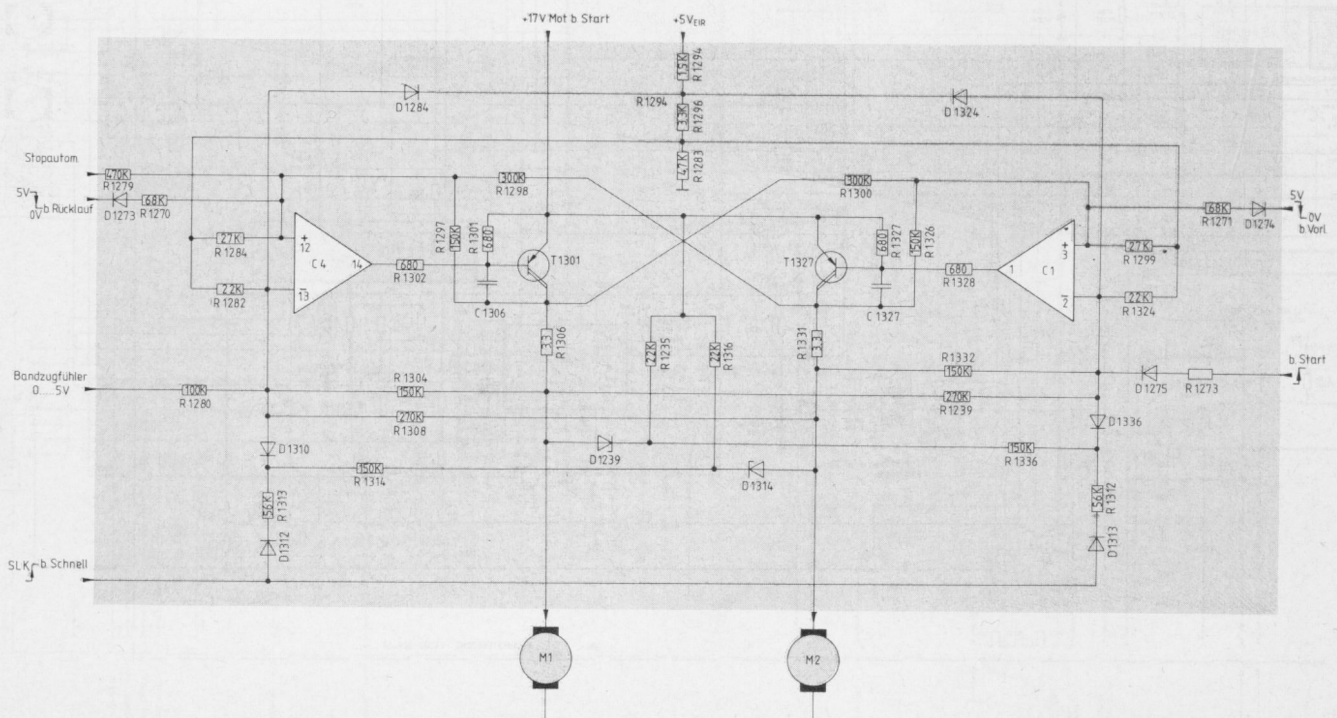 +17V Mot b Start
+5V EIR
1,5K
R1294
D1284
R1294
3,3K
R1296
D1324
Stopautom.
470K
R1279
5V
0V
b Rücklauf
D1273
68K
R1270
27K
R1284
22K
R1282
+
12
13
C4
14
680
R1302
R1297
150K
R1301
680
300K
R1298
T1301
C1306
3,3
R1306
47K
R1283
300K
R1300
T1327
680
R1327
150K
R1326
C1327
680
R1328
1
C1
+
3
2
68K
R1271
D1274
5V
0V
b Vorl.
27K
R1299
22K
R1324
22K
R1235
22K
R1316
R1331
3,3
R1332
150K
D1275
R1273
b. Start
Bandzugfühler
0.....5V
100K
R1280
R1304
150K
270K
R1308
270K
R1239
D1336
D1310
D1239
150K
R1336
150K
R1314
D1314
56K
R1313
D1312
56K
R1312
D1313
SLK
b. Schnell
M1
M2